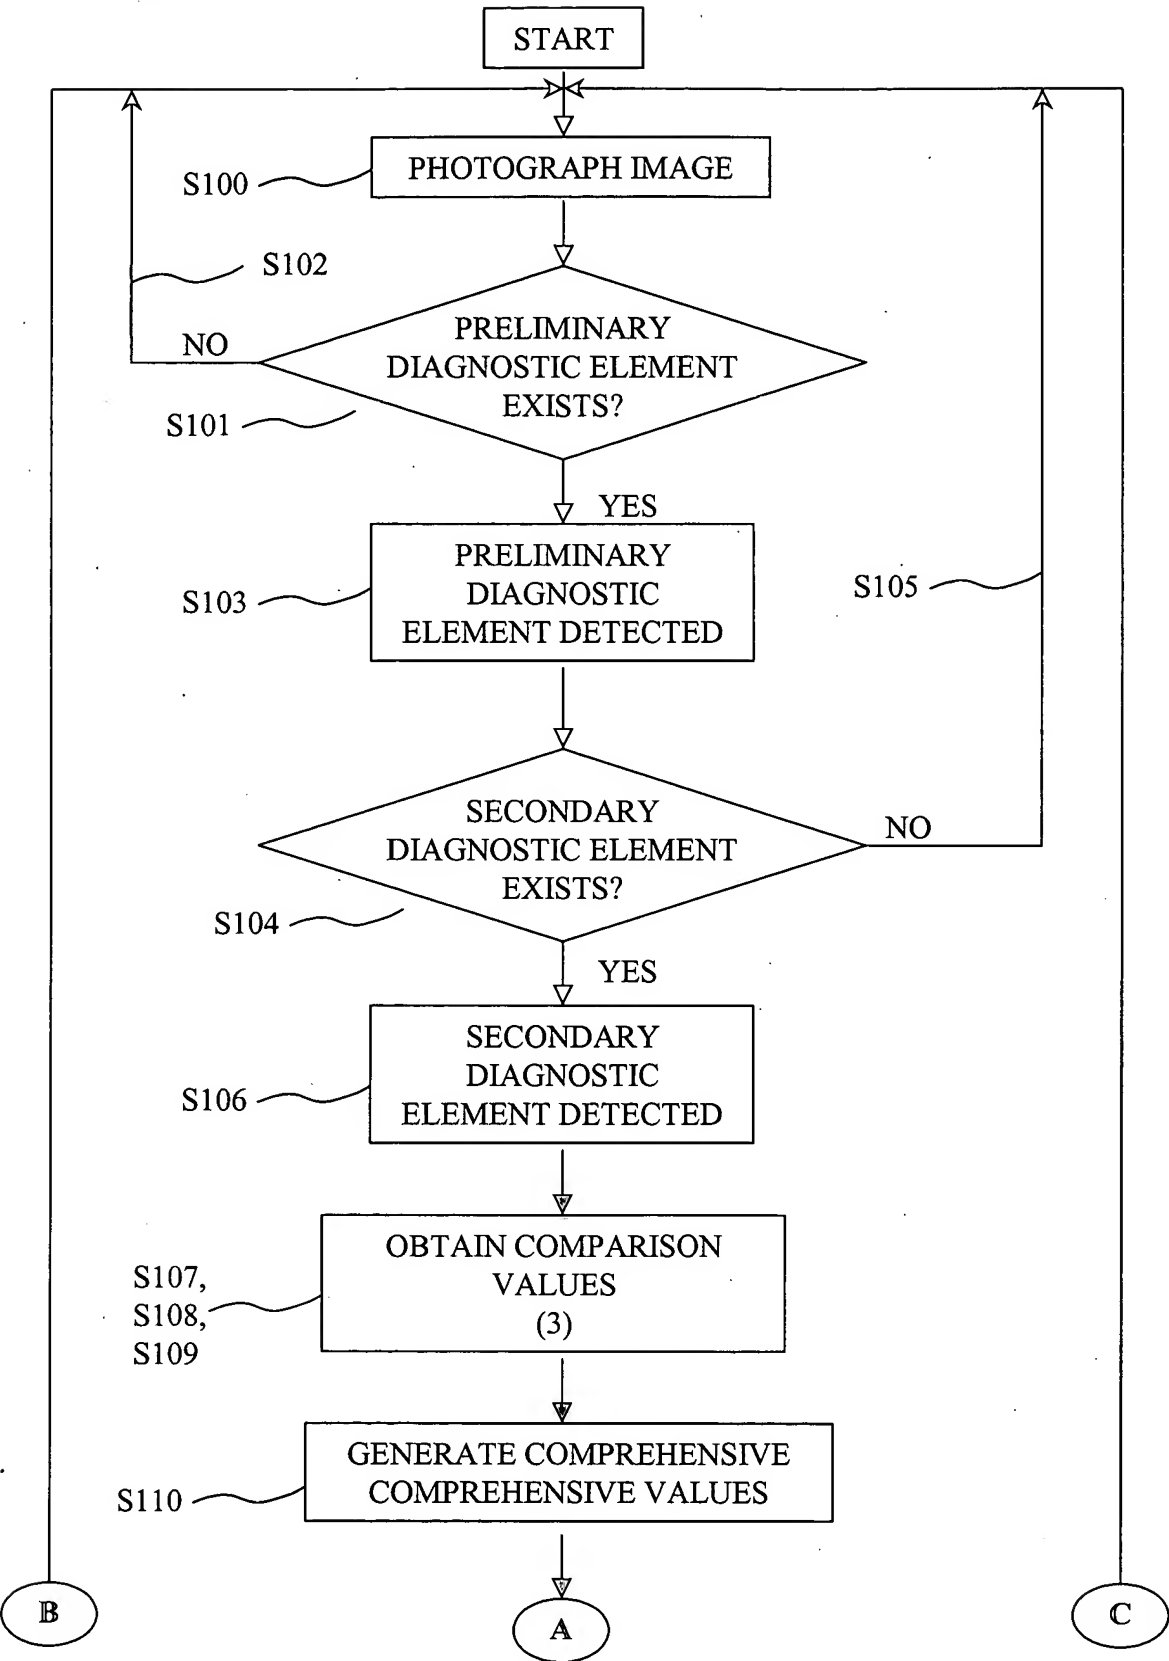 START
PHOTOGRAPH IMAGE
S100
S102
NO
PRELIMINARY
DIAGNOSTIC ELEMENT
EXISTS?
S101
YES
PRELIMINARY
DIAGNOSTIC
ELEMENT DETECTED
S103
S105
SECONDARY
DIAGNOSTIC ELEMENT
EXISTS?
NO
S104
YES
SECONDARY
DIAGNOSTIC
ELEMENT DETECTED
S106
OBTAIN COMPARISON
VALUES
(3)
S107,
S108,
S109
GENERATE COMPREHENSIVE
COMPREHENSIVE VALUES
S110
B
A
C